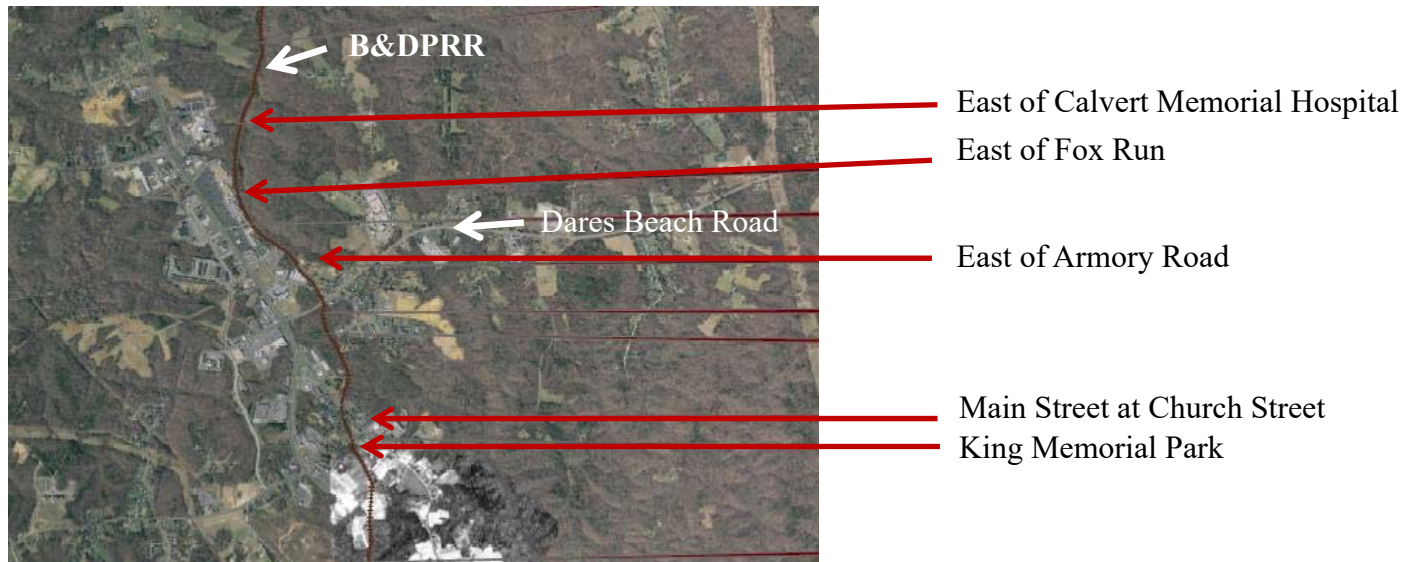 B&DPRR
East of Calvert Memorial Hospital
East of Fox Run
Dares Beach Road
East of Armory Road
Main Street at Church Street
King Memorial Park